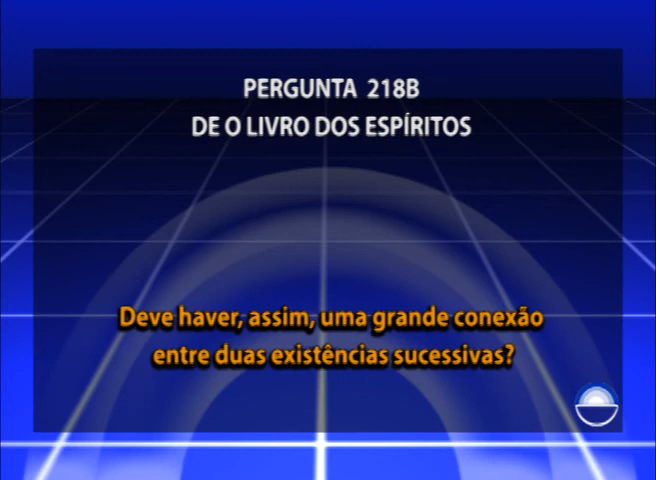 PERGUNTA 218B
DE O LIVRO DOS ESPÍRITOS
Deve haver, assim, uma grande conexão
entre duas existências sucessivas?